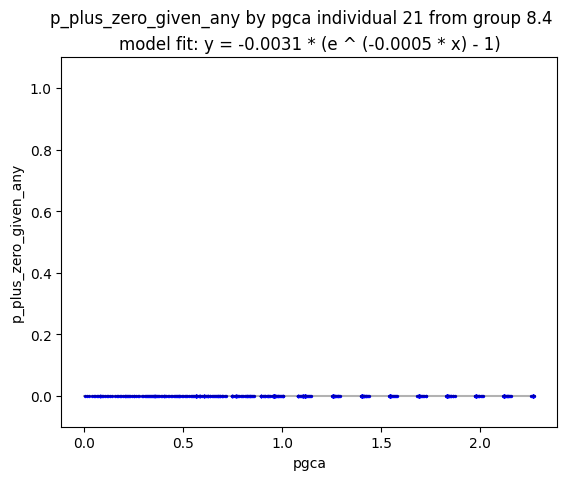 p_plus_zero_given_any by pgca individual 21 from group 8.4
model fit: y = -0.0031 * (e ^ (-0.0005 * x) - 1)
1.0
0.8
0.6
0.4
0.2
0.0
p_plus_zero_given_any
0.0 0.5 1.0 1.5 2.0
pgca